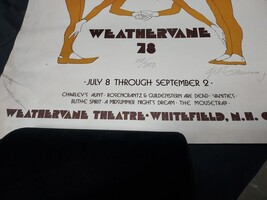 WEATHERVANE
78
·JULY 8 THROUGH SEPTEMBER 2·
CHARLEY'S AUNT · ROSENCRANTZ & GUILDENSTERN ARE DEAD · VANITIES ·
BLITHE SPIRIT · A MIDSUMMER NIGHT'S DREAM · THE MOUSETRAP ·
WEATHERVANE THEATRE · WHITEFIELD, N.H.